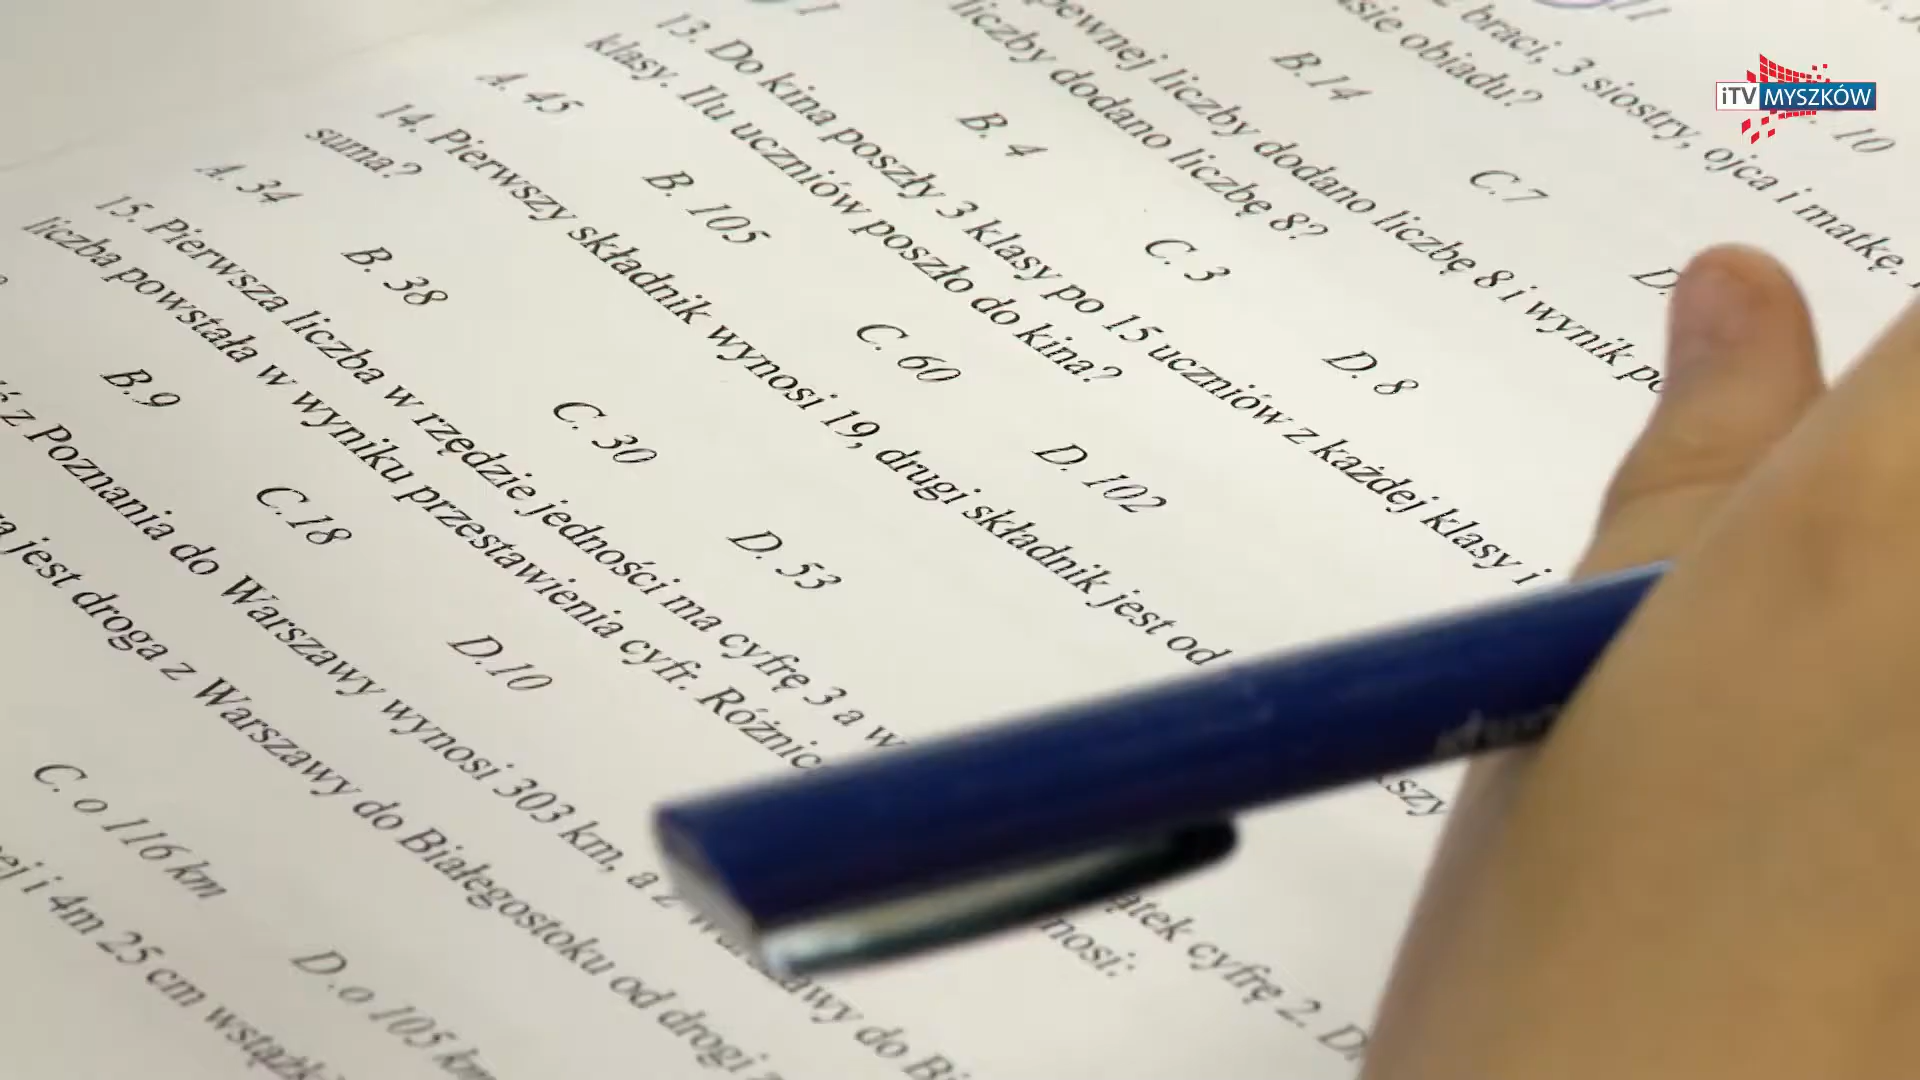 iTV MYSZKÓW
braci, 3 siostry, ojca i matkę.
sie obiadu?
B.14 C.7 D. 10
pewnej liczby dodano liczbę 8 i wynik
liczby dodano liczbę 8?
B. 4 C. 3 D. 8
13. Do kina poszły 3 klasy po 15 uczniów z każdej klasy i
klasy. Ilu uczniów poszło do kina?
A. 45 B. 105 C. 60 D. 102
14. Pierwszy składnik wynosi 19, drugi składnik jest od
suma?
A. 34 B. 38 C. 30 D. 53
15. Pierwsza liczba w rzędzie jedności ma cyfrę 3 a w cyfrę 2.
liczba powstała w wyniku przestawienia cyfr. Różnic nosi:
B.9 C.18 D.10
z Poznania do Warszawy wynosi 303 km, a z do
jest droga z Warszawy do Białegostoku od drogi z
C. o 116 km D. o 105 km
i 4m 25 cm